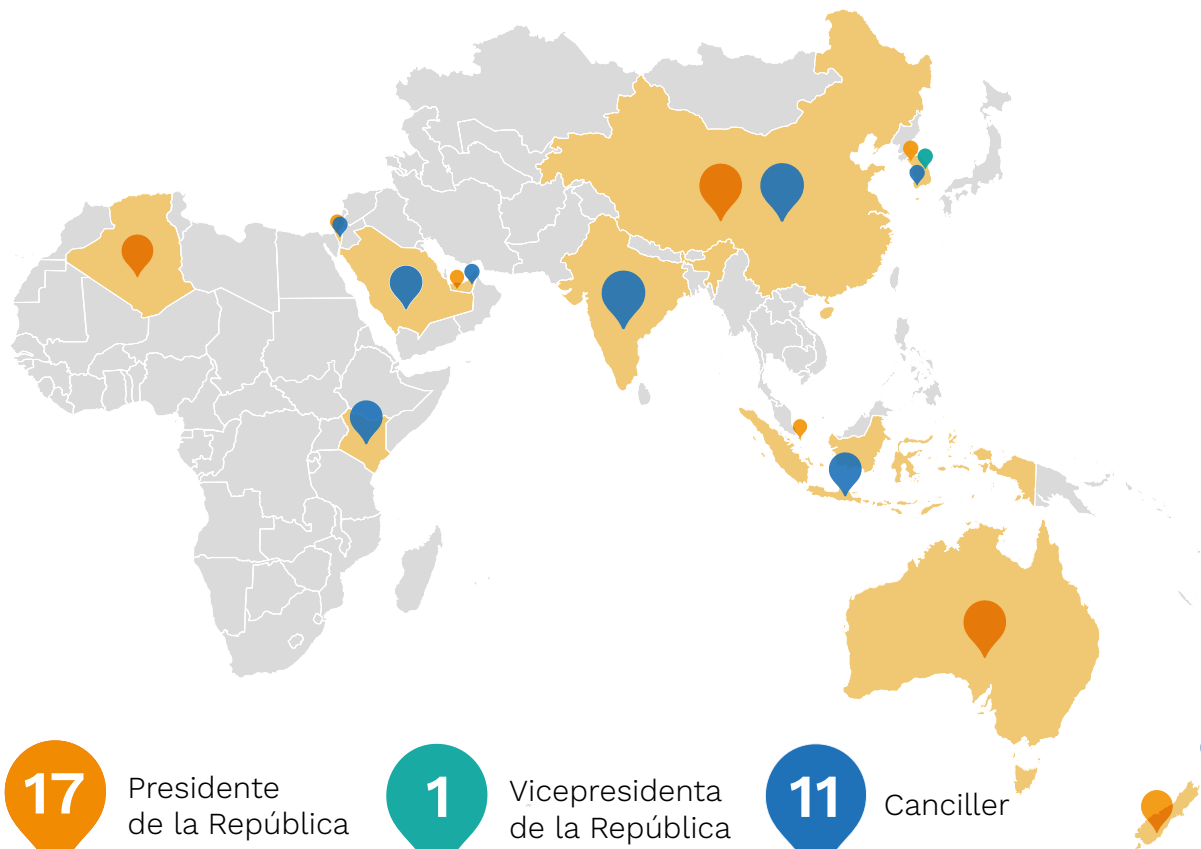 17
Presidente
de la República
1
Vicepresidenta
de la República
11
Canciller